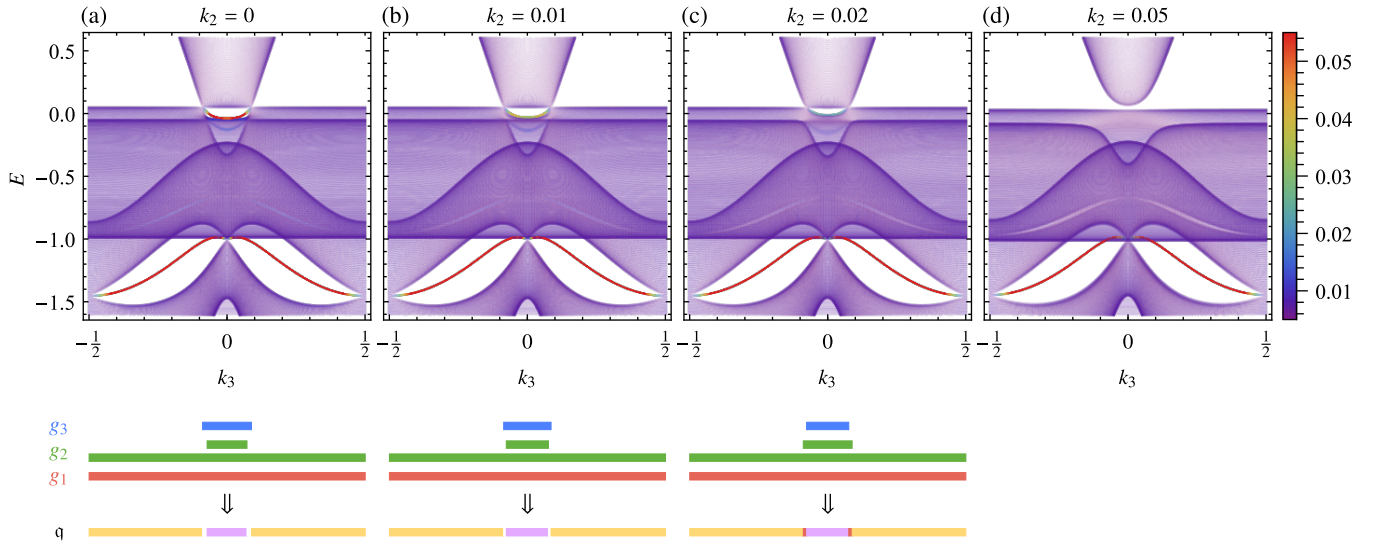 (a) k₂ = 0 (b) k₂ = 0.01 (c) k₂ = 0.02 (d) k₂ = 0.05
0.5
0.0
−0.5
−1.0
−1.5
E
0.05
0.04
0.03
0.02
0.01
−1/2 0 1/2 −1/2 0 1/2 −1/2 0 1/2 −1/2 0 1/2
k₃ k₃ k₃ k₃
g₃
g₂
g₁
⇓ ⇓ ⇓
q